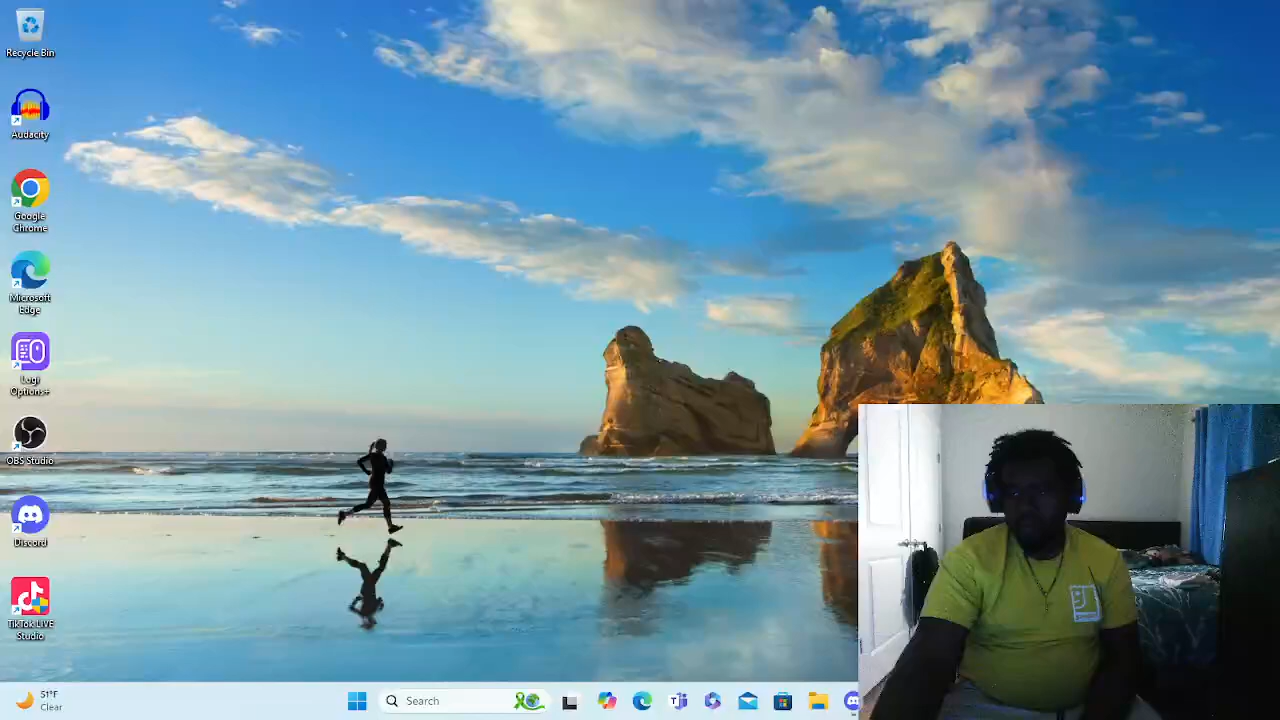 Recycle Bin
Audacity
Google
Chrome
Microsoft
Edge
Logi
Options+
OBS Studio
Discord
TikTok LIVE
Studio
51°F
Clear
Search